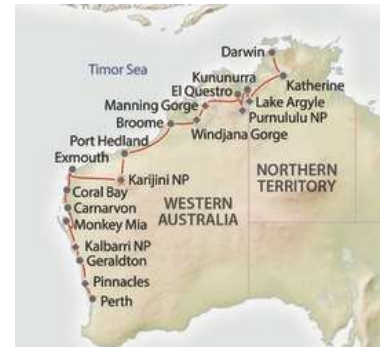 Darwin
Timor Sea
Kununurra
El Questro
Katherine
Manning Gorge
Lake Argyle
Purnululu NP
Broome
Windjana Gorge
Port Hedland
Exmouth
Karijini NP
NORTHERN
TERRITORY
Coral Bay
Carnarvon
WESTERN
AUSTRALIA
Monkey Mia
Kalbarri NP
Geraldton
Pinnacles
Perth